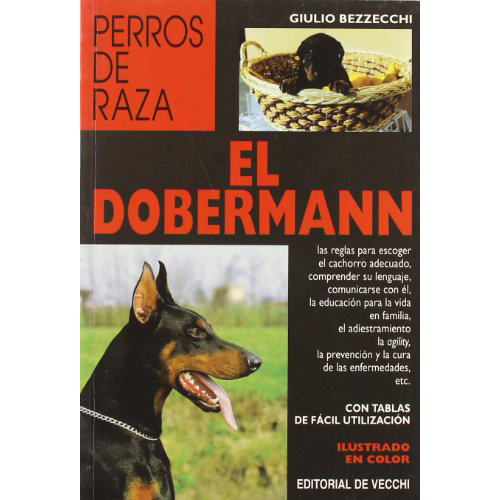 PERROS
DE
RAZA
GIULIO BEZZECCHI
EL
DOBERMANN
las reglas para escoger
el cachorro adecuado,
comprender su lenguaje,
comunicarse con él,
la educación para la vida
en familia,
el adiestramiento
la agility,
la prevención y la cura
de las enfermedades,
etc.
CON TABLAS
DE FÁCIL UTILIZACIÓN
ILUSTRADO
EN COLOR
EDITORIAL DE VECCHI